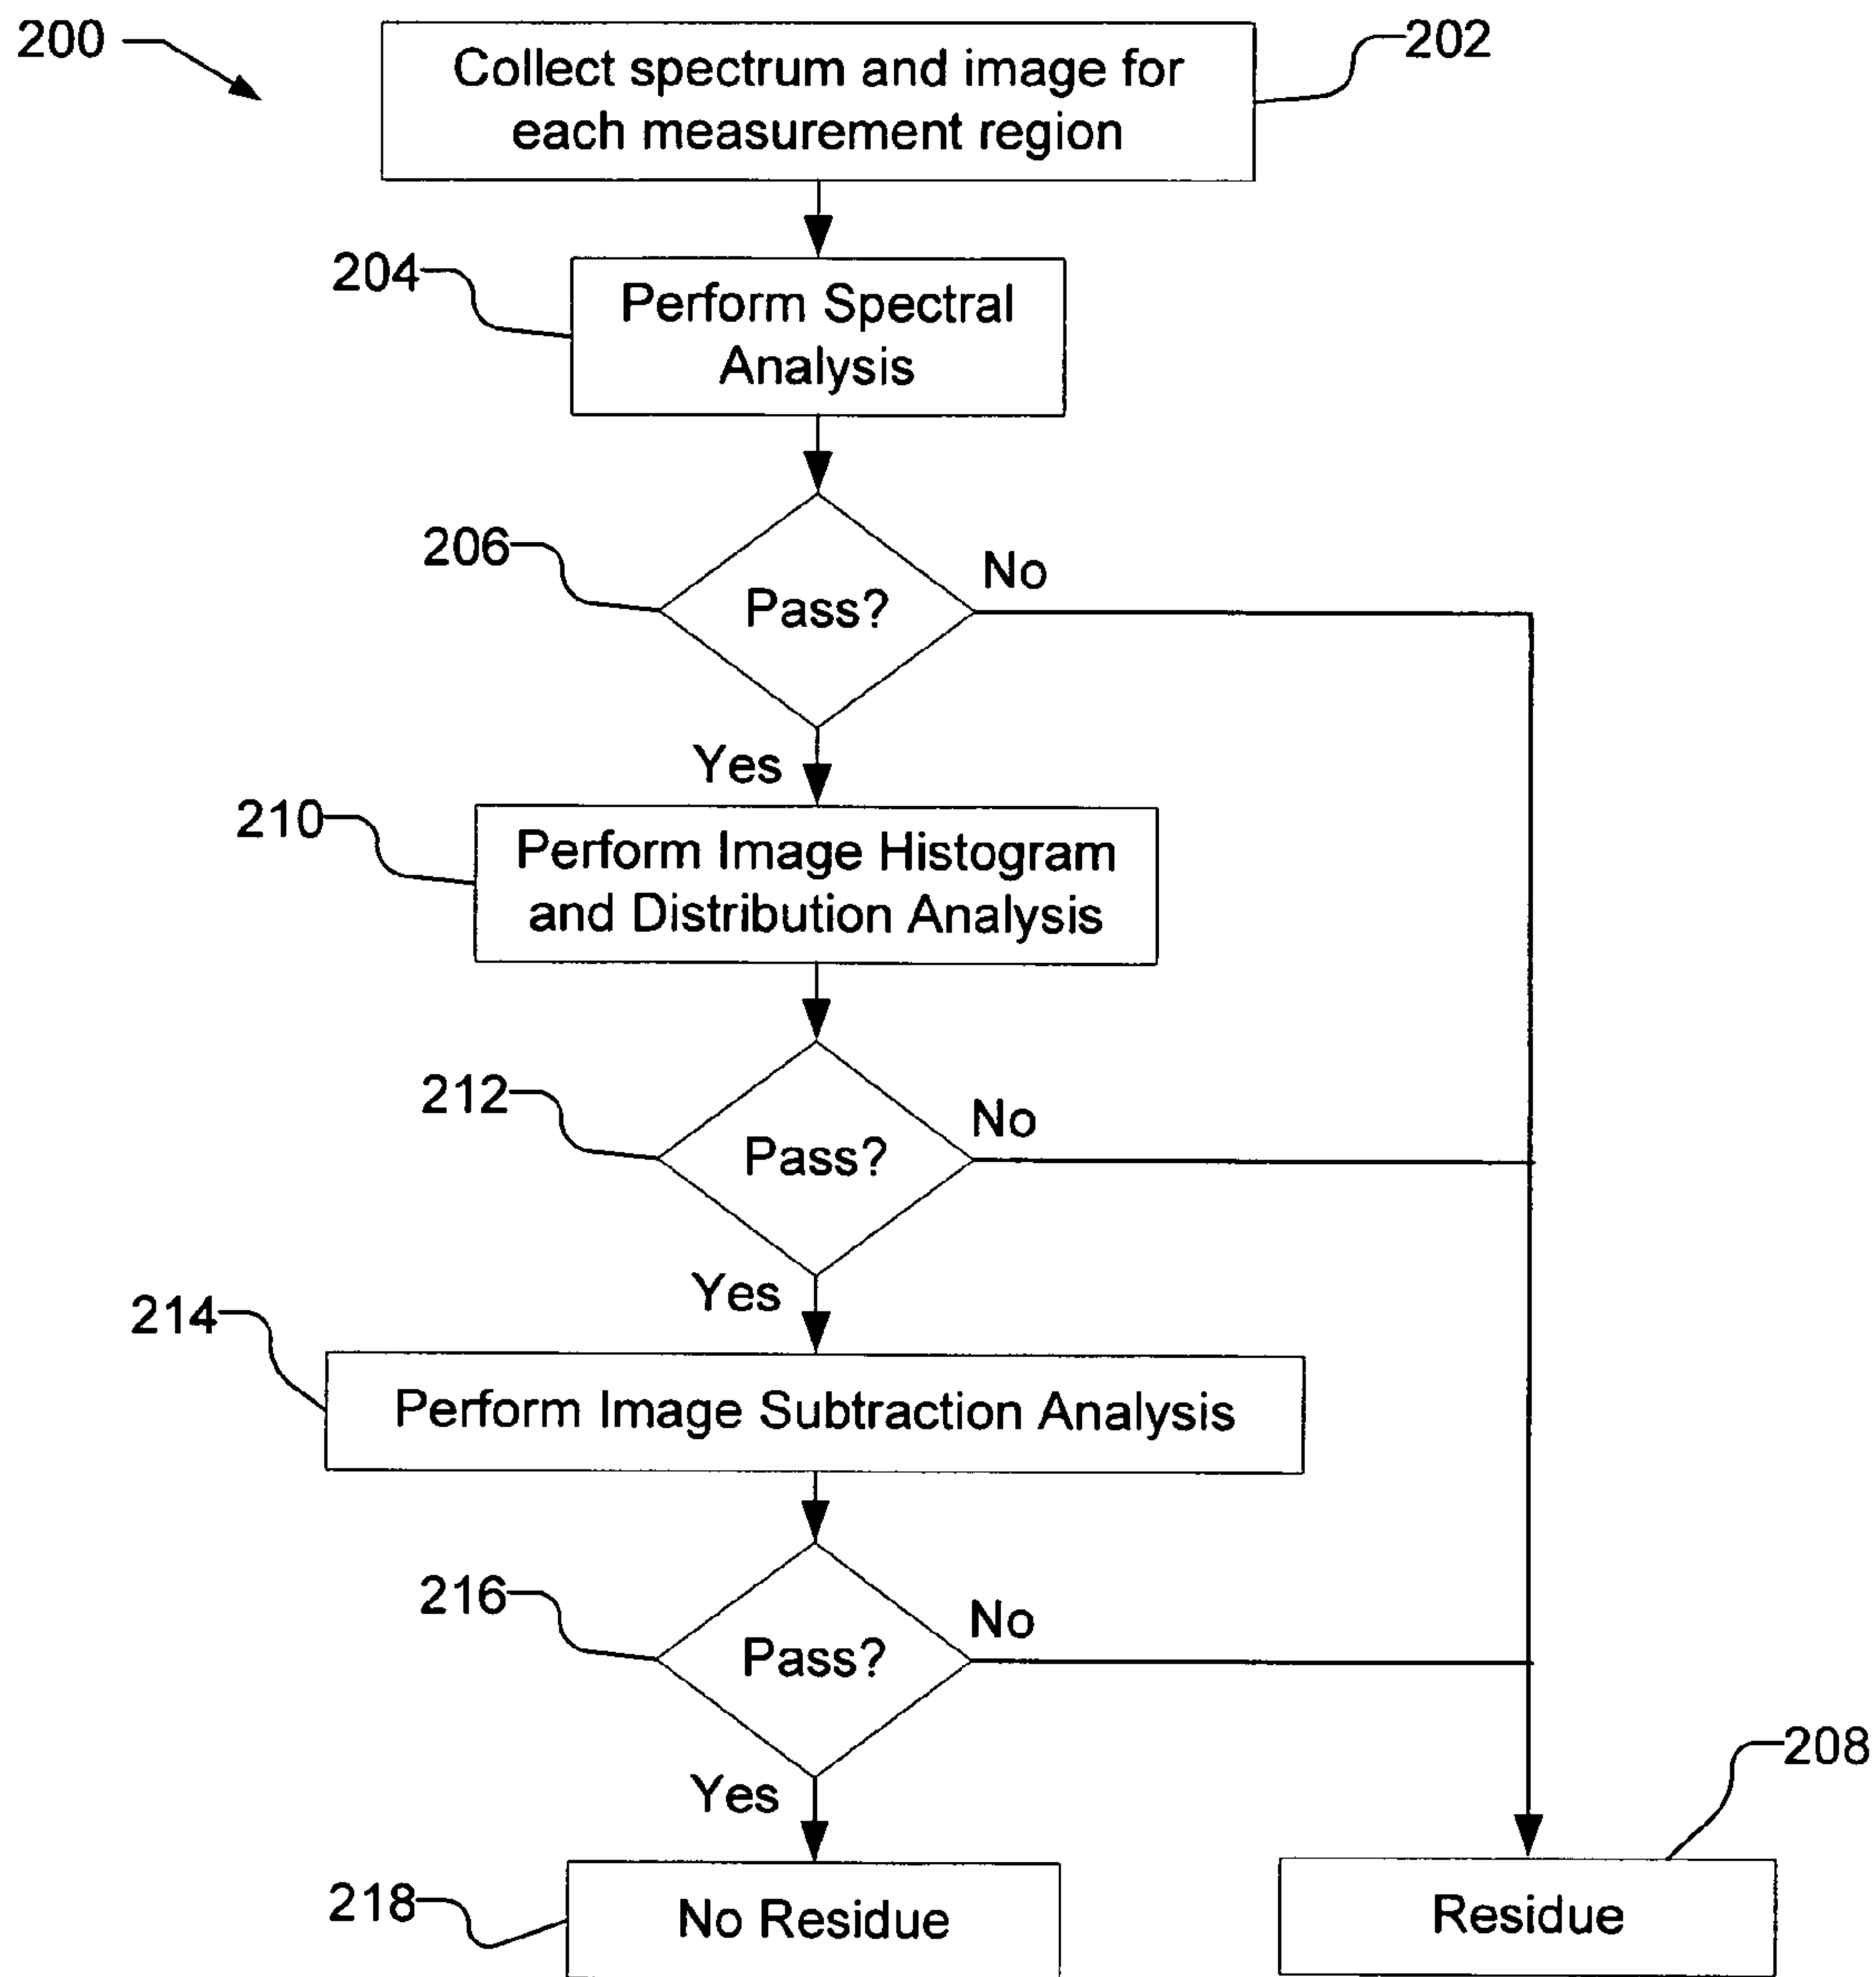 200
202
Collect spectrum and image for
each measurement region
204
Perform Spectral
Analysis
206
Pass?
No
Yes
210
Perform Image Histogram
and Distribution Analysis
212
Pass?
No
Yes
214
Perform Image Subtraction Analysis
216
Pass?
No
Yes
208
218
No Residue
Residue